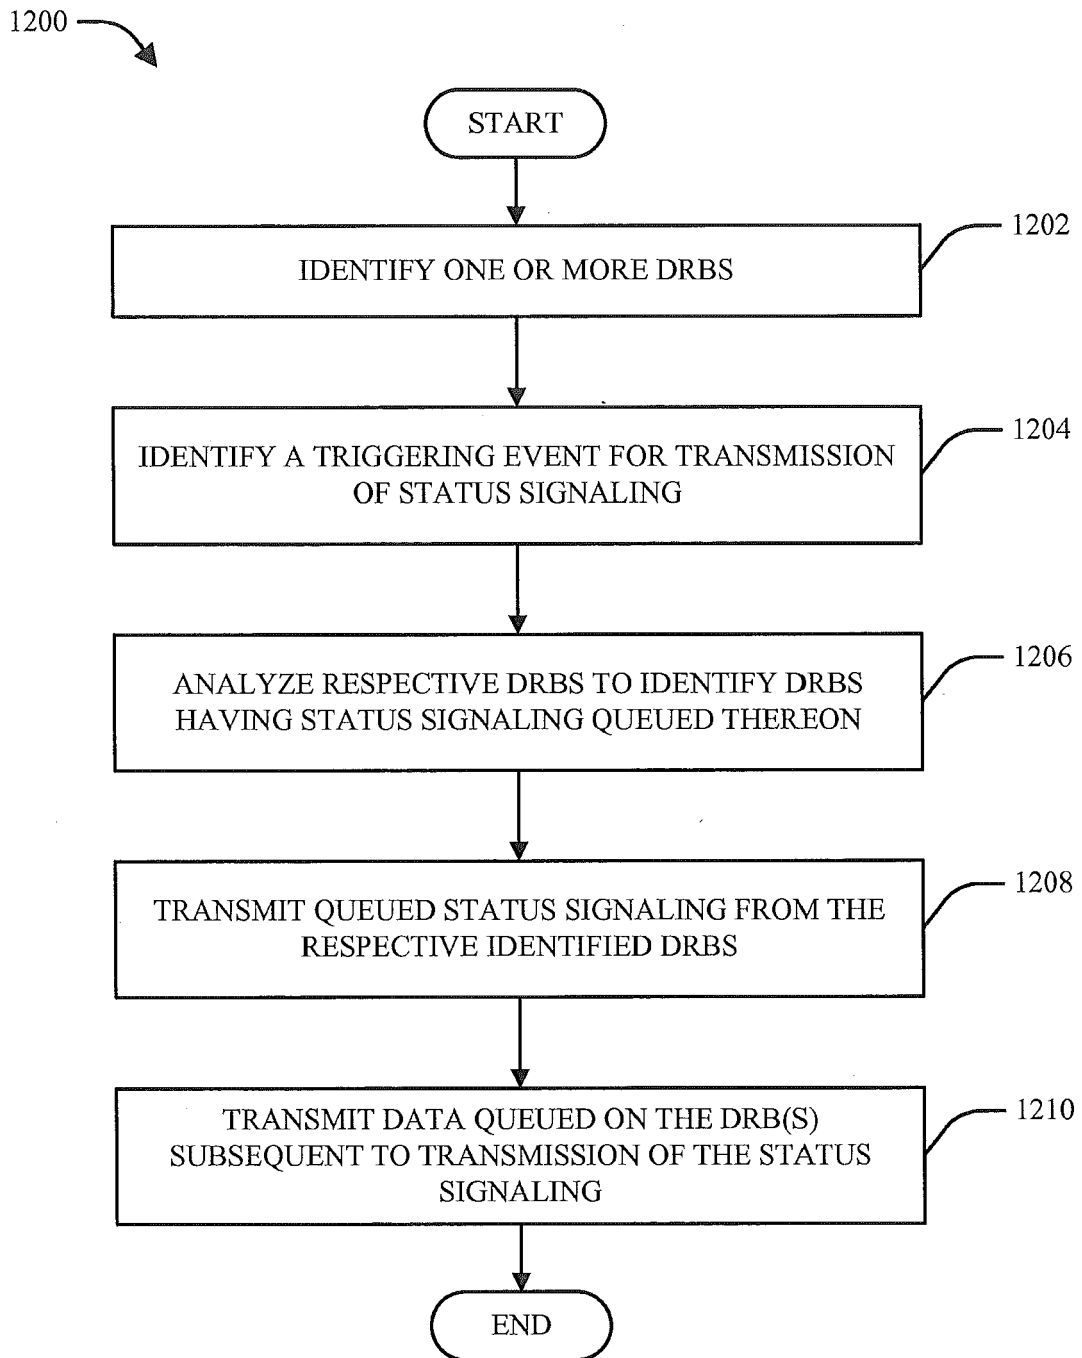 1200
START
1202
IDENTIFY ONE OR MORE DRBS
1204
IDENTIFY A TRIGGERING EVENT FOR TRANSMISSION
OF STATUS SIGNALING
1206
ANALYZE RESPECTIVE DRBS TO IDENTIFY DRBS
HAVING STATUS SIGNALING QUEUED THEREON
1208
TRANSMIT QUEUED STATUS SIGNALING FROM THE
RESPECTIVE IDENTIFIED DRBS
1210
TRANSMIT DATA QUEUED ON THE DRB(S)
SUBSEQUENT TO TRANSMISSION OF THE STATUS
SIGNALING
END